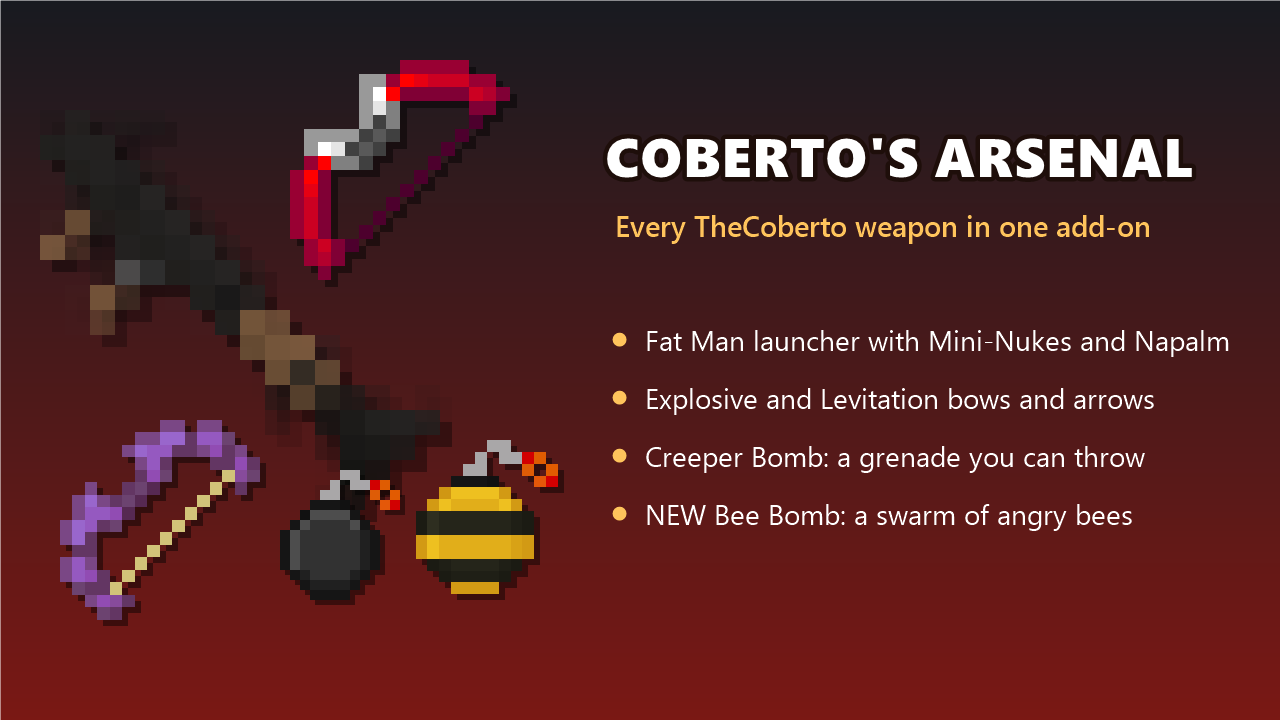 COBERTO'S ARSENAL
Every TheCoberto weapon in one add-on
Fat Man launcher with Mini-Nukes and Napalm
Explosive and Levitation bows and arrows
Creeper Bomb: a grenade you can throw
NEW Bee Bomb: a swarm of angry bees